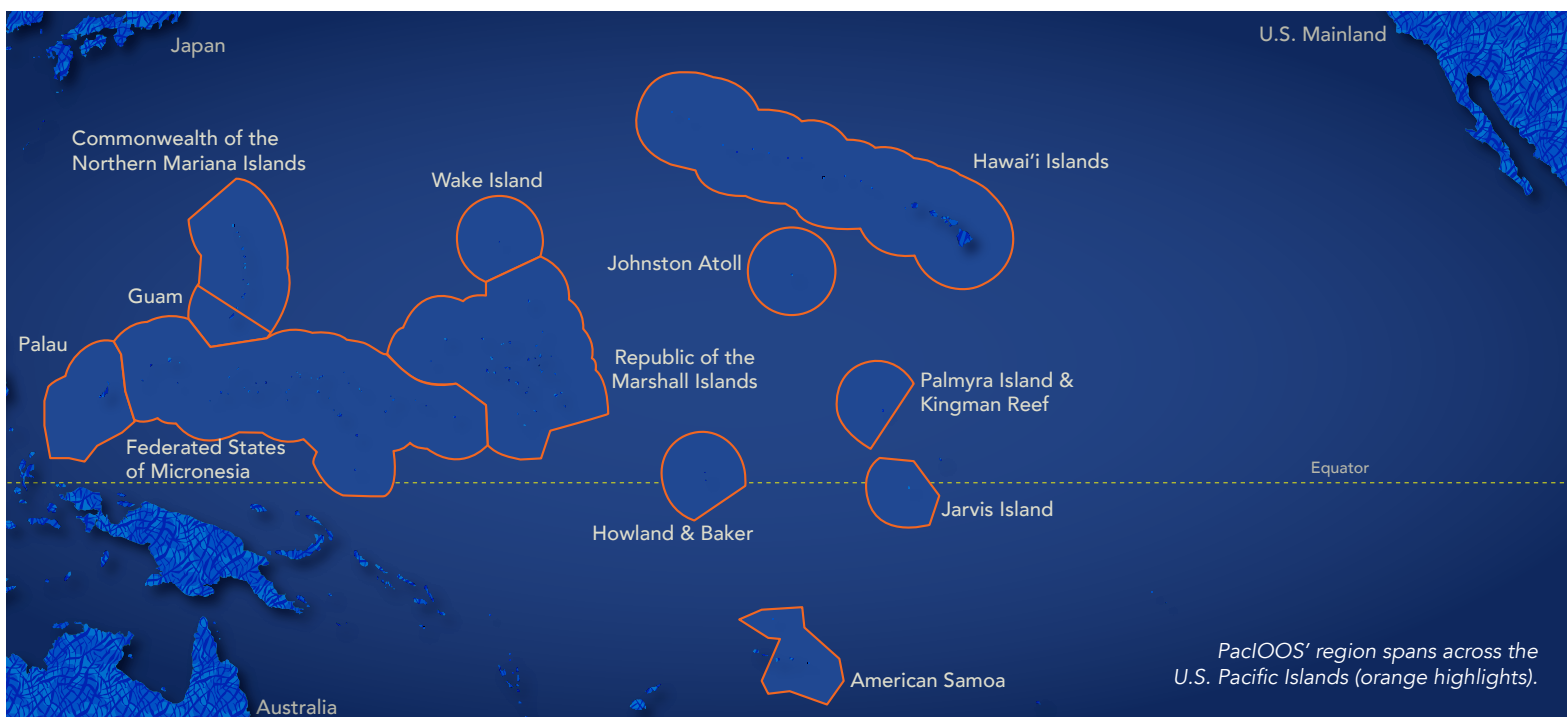 Japan
U.S. Mainland
Commonwealth of the
Northern Mariana Islands
Wake Island
Hawai‘i Islands
Johnston Atoll
Guam
Palau
Republic of the
Marshall Islands
Palmyra Island &
Kingman Reef
Federated States
of Micronesia
Equator
Jarvis Island
Howland & Baker
PacIOOS’ region spans across the
U.S. Pacific Islands (orange highlights).
American Samoa
Australia